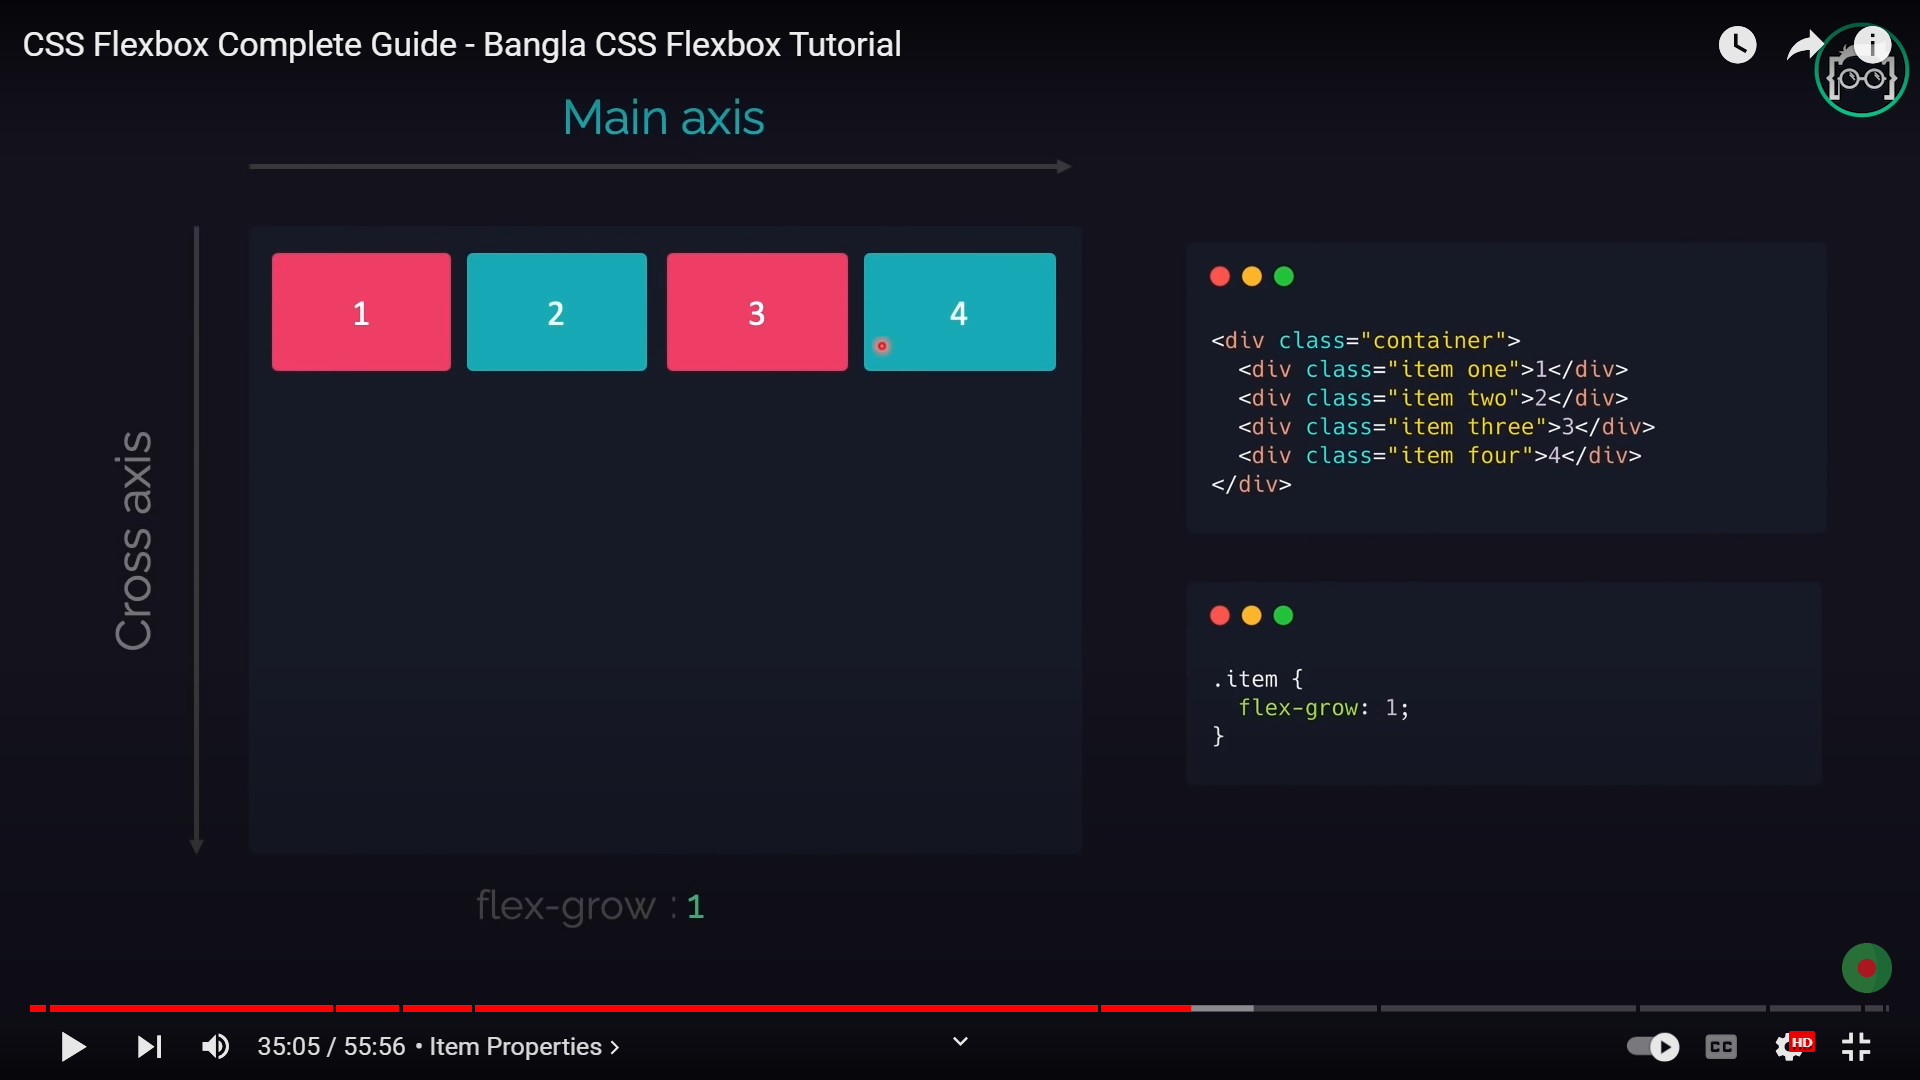 CSS Flexbox Complete Guide - Bangla CSS Flexbox Tutorial
Main axis
Cross axis
1
2
3
4
<div class="container">
  <div class="item one">1</div>
  <div class="item two">2</div>
  <div class="item three">3</div>
  <div class="item four">4</div>
</div>
.item {
  flex-grow: 1;
}
flex-grow : 1
35:05 / 55:56 • Item Properties >
CC
HD